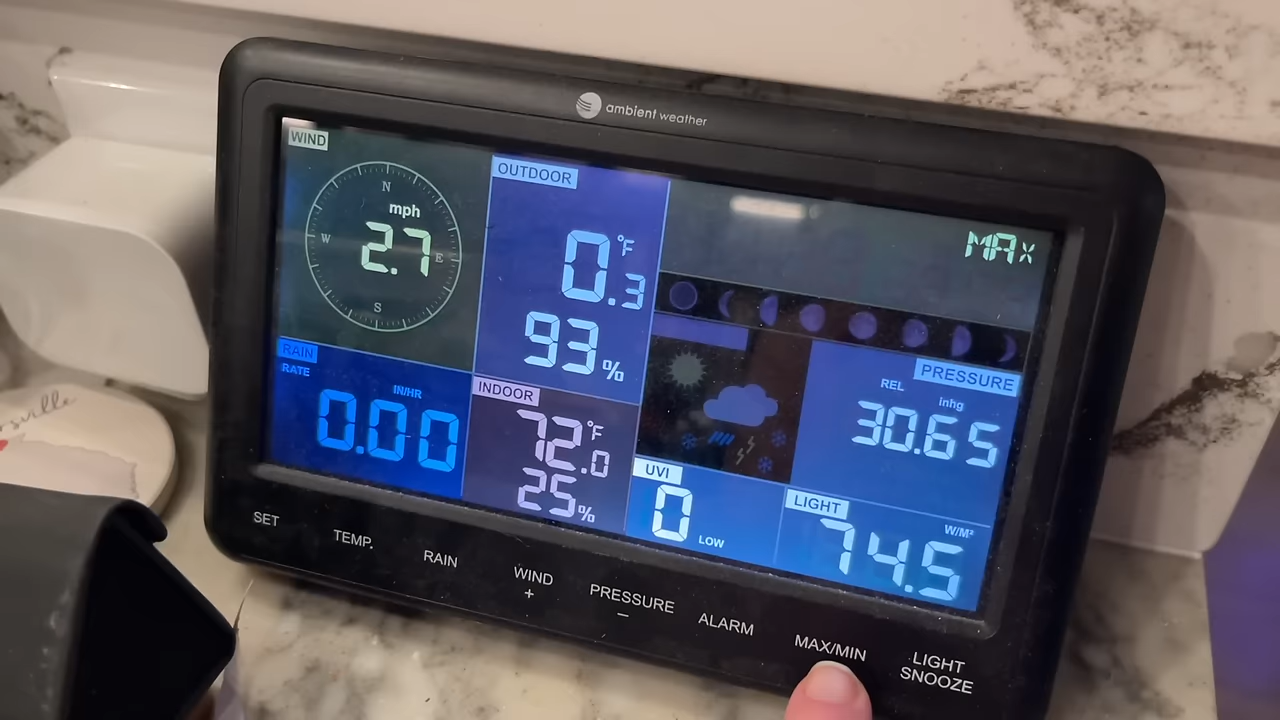 ambient weather
WIND
N
mph
W 2.7 E
S
OUTDOOR
0.3 °F
93 %
MAX
RAIN
RATE
IN/HR
0.00
INDOOR
72.0 °F
25 %
PRESSURE
REL inhg
30.65
UVI
0 LOW
LIGHT
W/M²
74.5
SET
TEMP.
RAIN
WIND
+
PRESSURE
–
ALARM
MAX/MIN
LIGHT
SNOOZE